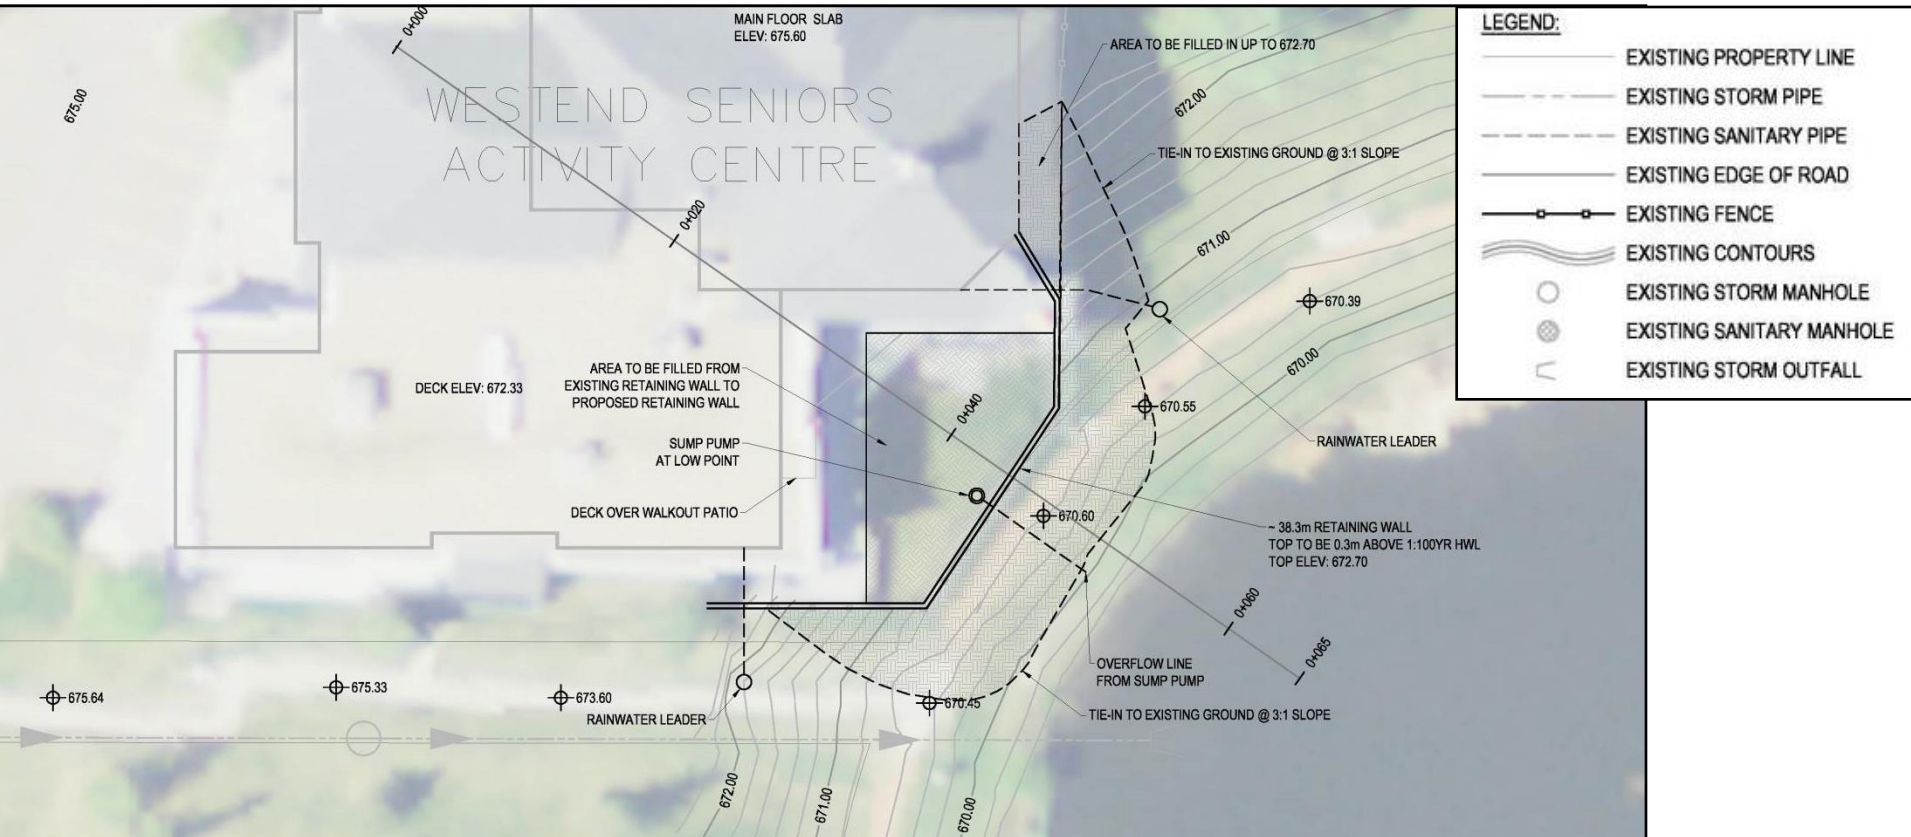 0+000
MAIN FLOOR SLAB
ELEV: 675.60
AREA TO BE FILLED IN UP TO 672.70
675.00
WESTEND SENIORS
ACTIVITY CENTRE
672.00
TIE-IN TO EXISTING GROUND @ 3:1 SLOPE
0+020
671.00
670.39
670.00
AREA TO BE FILLED FROM
EXISTING RETAINING WALL TO
PROPOSED RETAINING WALL
DECK ELEV: 672.33
0+040
670.55
SUMP PUMP
AT LOW POINT
RAINWATER LEADER
DECK OVER WALKOUT PATIO
670.60
~ 38.3m RETAINING WALL
TOP TO BE 0.3m ABOVE 1:100YR HWL
TOP ELEV: 672.70
0+060
0+065
OVERFLOW LINE
FROM SUMP PUMP
675.64
675.33
673.60
RAINWATER LEADER
670.45
TIE-IN TO EXISTING GROUND @ 3:1 SLOPE
672.00
671.00
670.00
LEGEND:
EXISTING PROPERTY LINE
EXISTING STORM PIPE
EXISTING SANITARY PIPE
EXISTING EDGE OF ROAD
EXISTING FENCE
EXISTING CONTOURS
EXISTING STORM MANHOLE
EXISTING SANITARY MANHOLE
EXISTING STORM OUTFALL